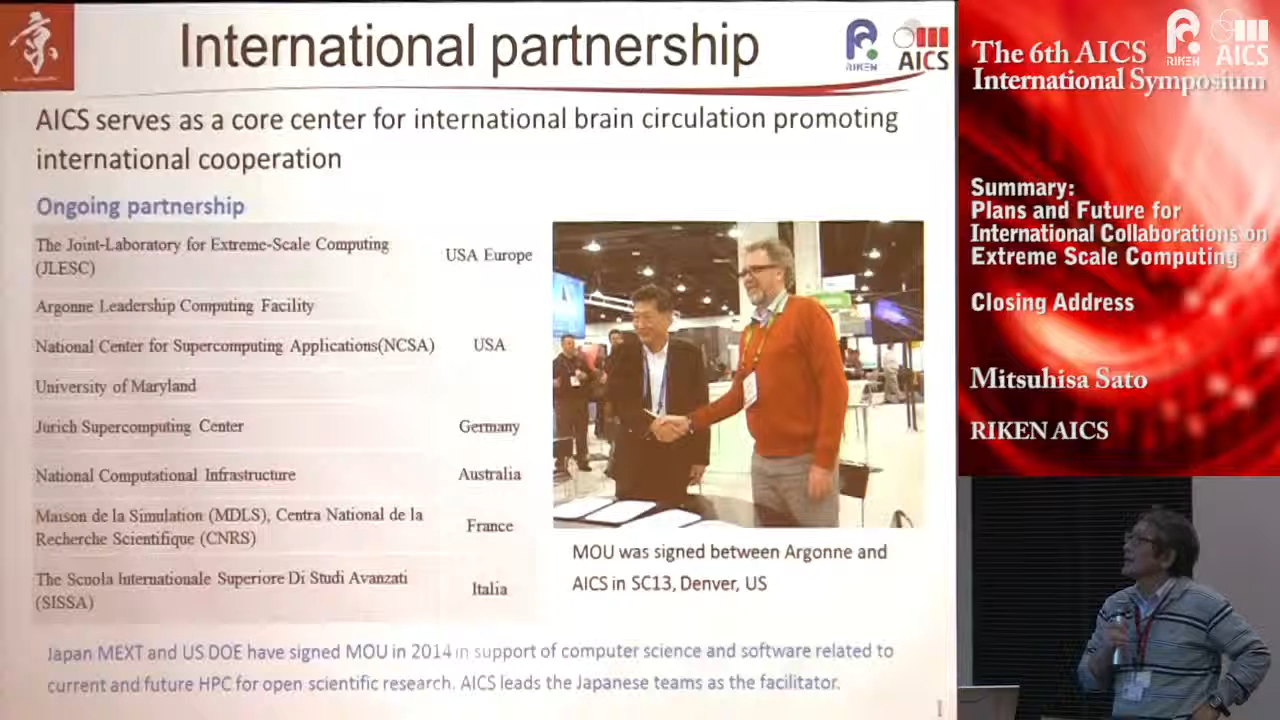 京
International partnership
RIKEN
AICS
AICS serves as a core center for international brain circulation promoting
international cooperation
Ongoing partnership
The Joint-Laboratory for Extreme-Scale Computing
(JLESC)
USA Europe
Argonne Leadership Computing Facility
National Center for Supercomputing Applications(NCSA)
USA
University of Maryland
Jurich Supercomputing Center
Germany
National Computational Infrastructure
Australia
Maison de la Simulation (MDLS), Centra National de la
Recherche Scientifique (CNRS)
France
The Scuola Internationale Superiore Di Studi Avanzati
(SISSA)
Italia
MOU was signed between Argonne and
AICS in SC13, Denver, US
Japan MEXT and US DOE have signed MOU in 2014 in support of computer science and software related to
current and future HPC for open scientific research. AICS leads the Japanese teams as the facilitator.
1
The 6th AICS
International Symposium
RIKEN
AICS
Summary:
Plans and Future for
International Collaborations on
Extreme Scale Computing
Closing Address
Mitsuhisa Sato
RIKEN AICS